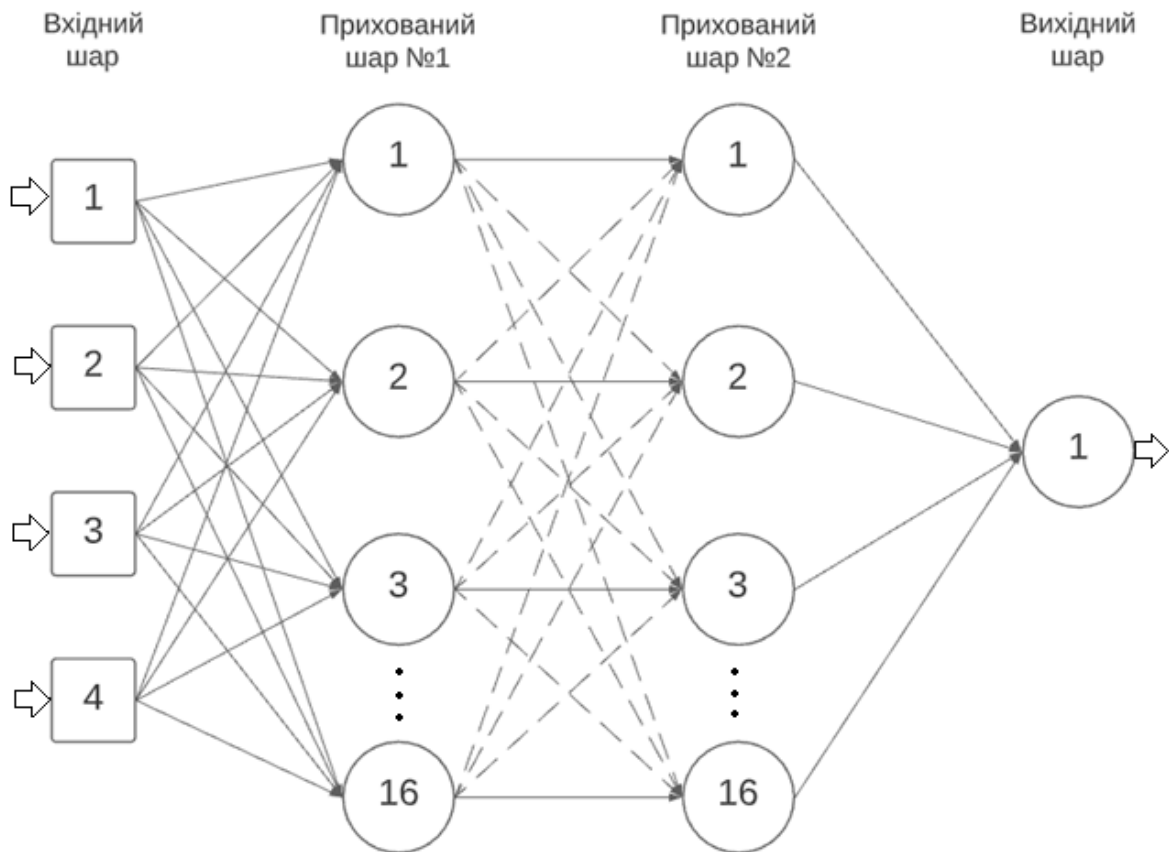 Вхідний
шар
Прихований
шар №1
Прихований
шар №2
Вихідний
шар
1
1
1
2
2
2
1
3
3
3
4
16
16